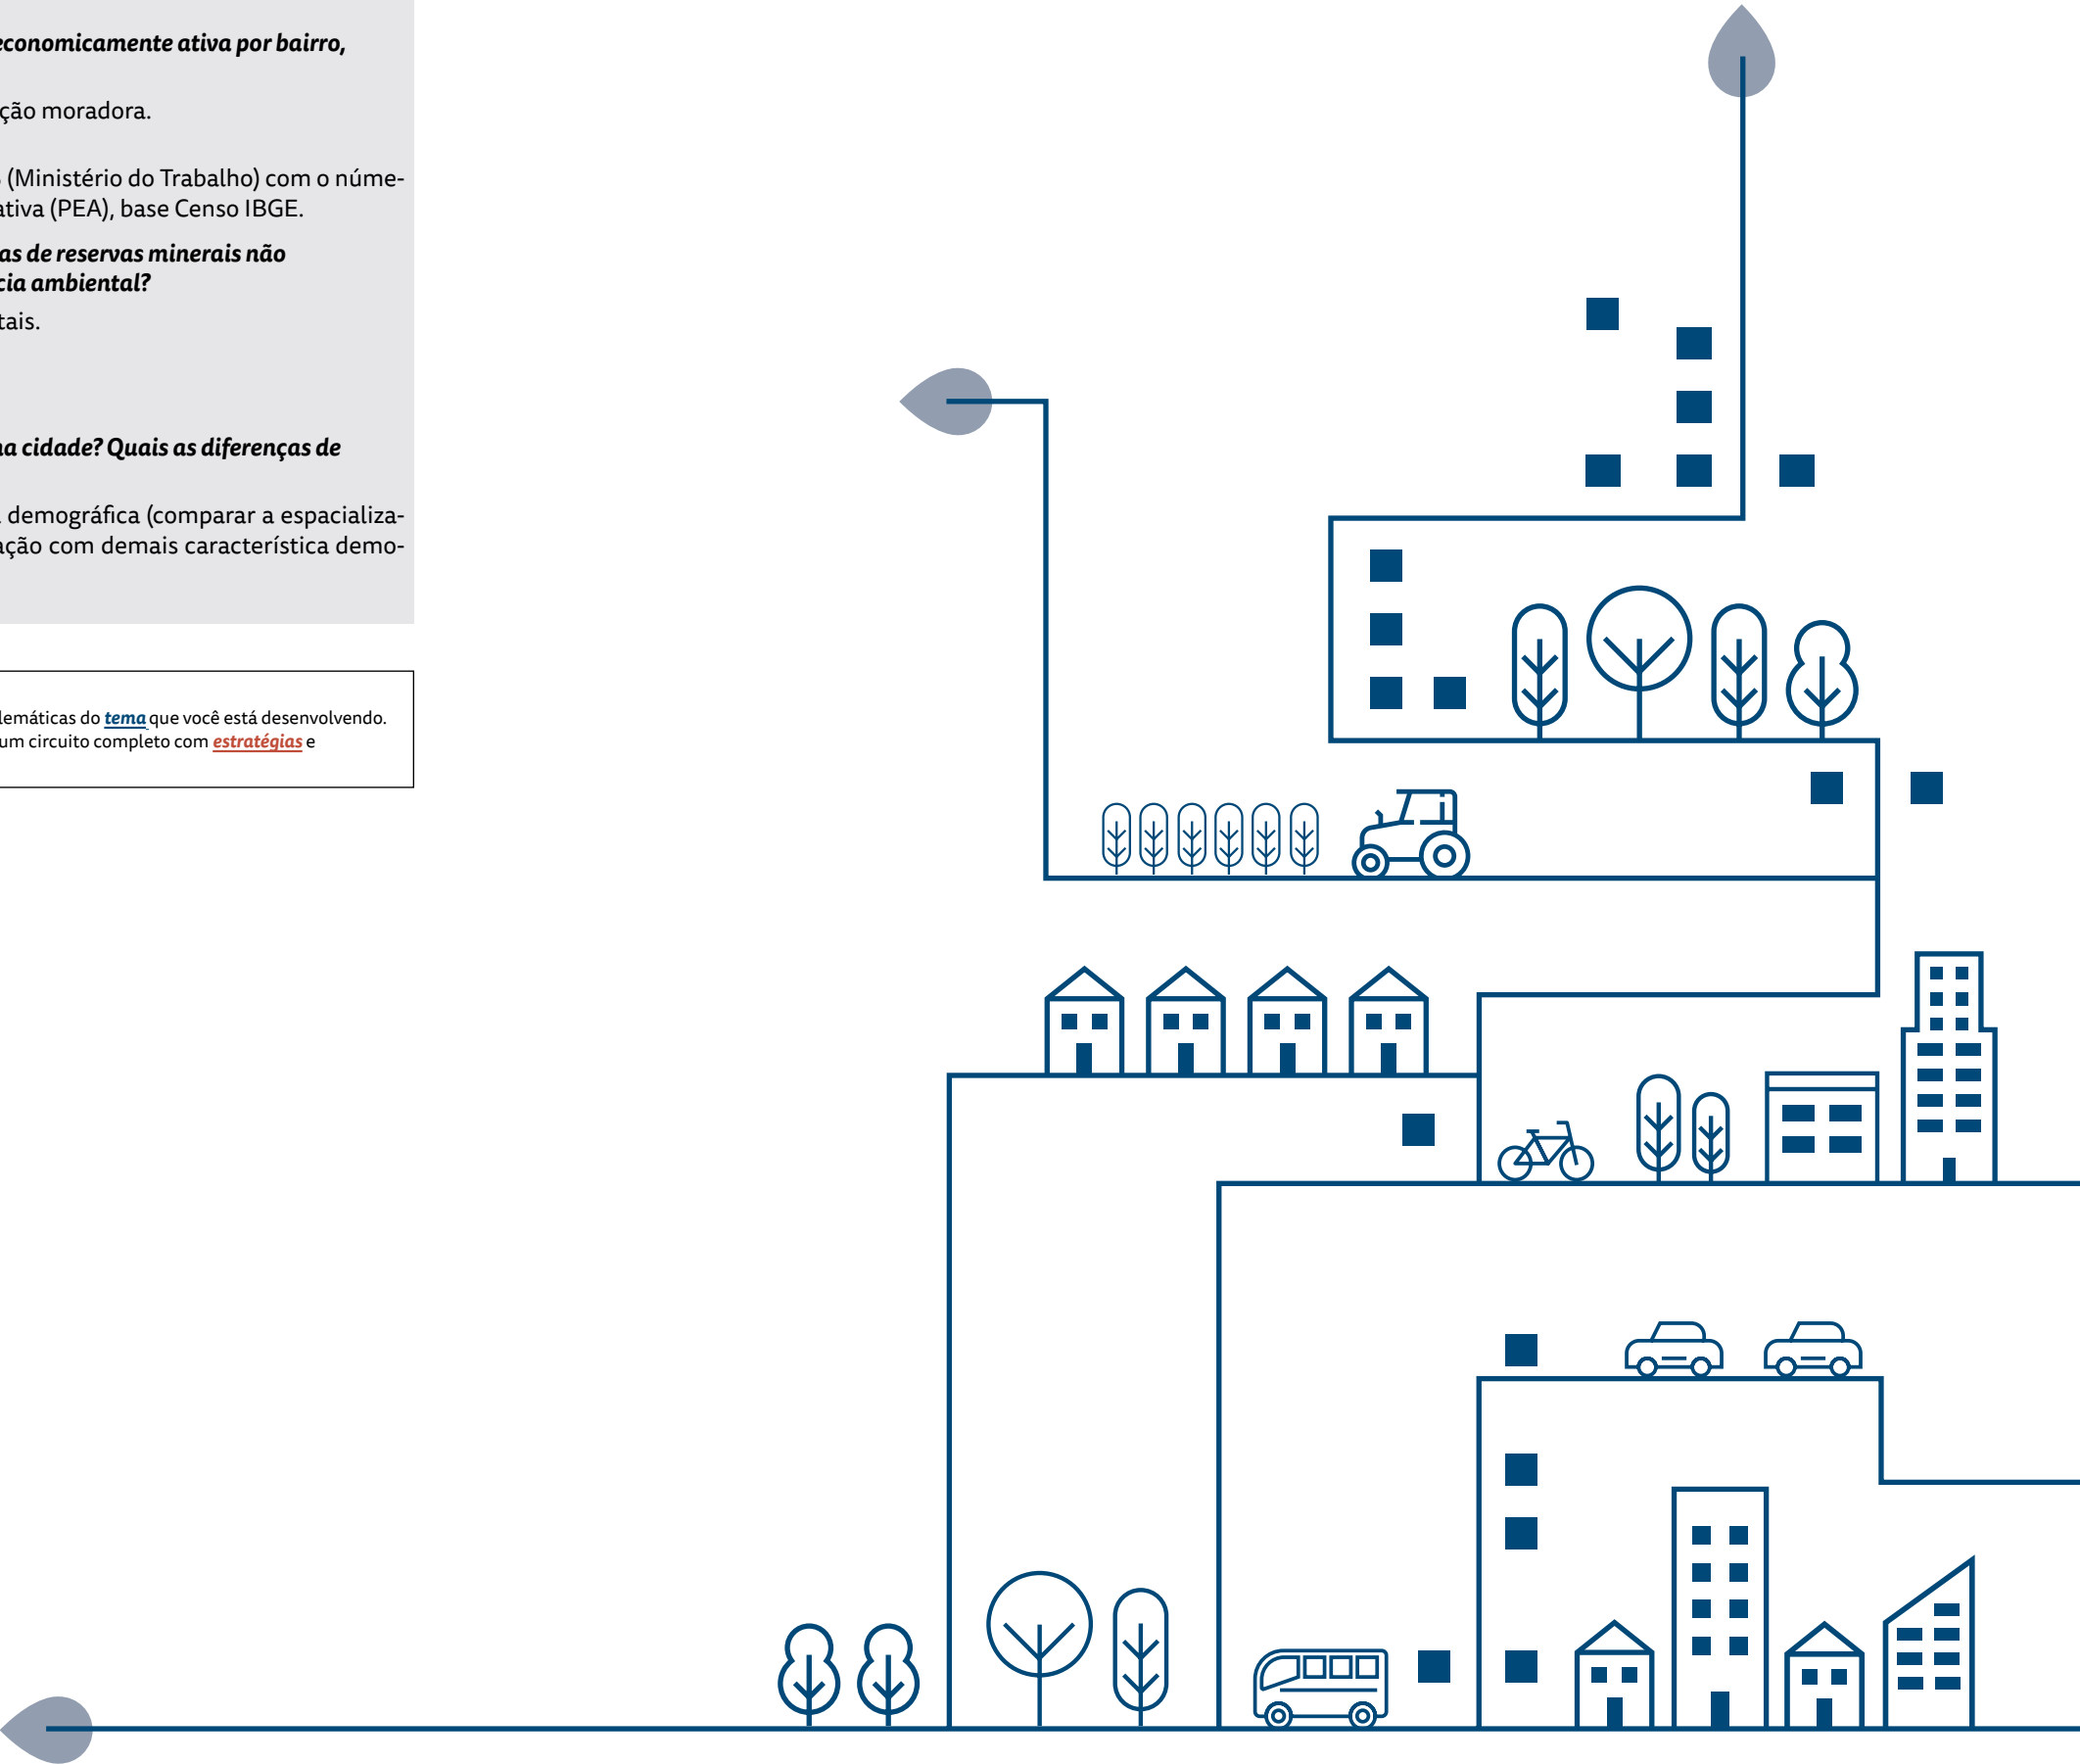 economicamente ativa por bairro,
ção moradora.
(Ministério do Trabalho) com o núme-
ativa (PEA), base Censo IBGE.
as de reservas minerais não
cia ambiental?
tais.
na cidade? Quais as diferenças de
demográfica (comparar a espacializa-
ação com demais característica demo-
lemáticas do tema que você está desenvolvendo.
um circuito completo com estratégias e